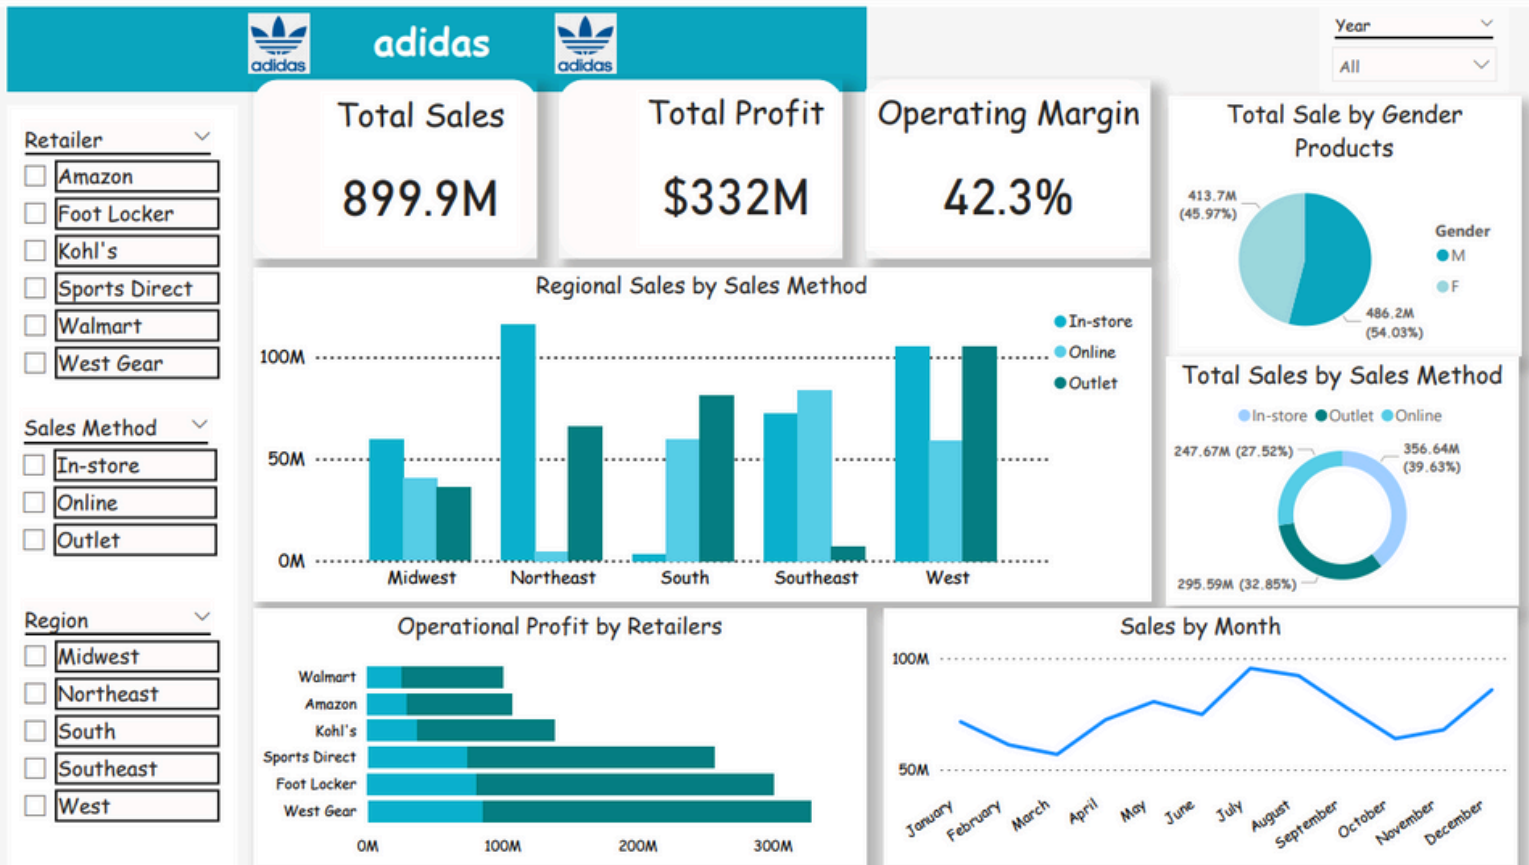 adidas
adidas
adidas
Year
All
Retailer
Amazon
Foot Locker
Kohl's
Sports Direct
Walmart
West Gear
Sales Method
In-store
Online
Outlet
Region
Midwest
Northeast
South
Southeast
West
Total Sales
899.9M
Total Profit
$332M
Operating Margin
42.3%
Total Sale by Gender
Products
413.7M
(45.97%)
486.2M
(54.03%)
Gender
M
F
Regional Sales by Sales Method
In-store
Online
Outlet
100M
50M
0M
Midwest Northeast South Southeast West
Total Sales by Sales Method
In-store Outlet Online
247.67M (27.52%)
356.64M
(39.63%)
295.59M (32.85%)
Operational Profit by Retailers
Walmart
Amazon
Kohl's
Sports Direct
Foot Locker
West Gear
0M 100M 200M 300M
Sales by Month
100M
50M
January February March April May June July August September October November December